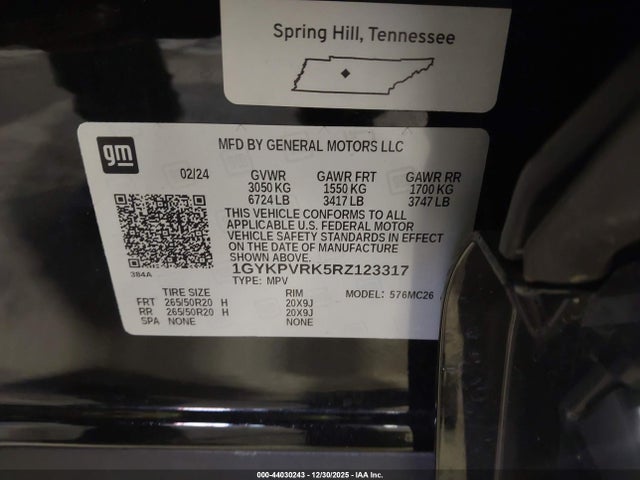 Spring Hill, Tennessee
gm
MFD BY GENERAL MOTORS LLC
02/24 GVWR GAWR FRT GAWR RR
3050 KG 1550 KG 1700 KG
6724 LB 3417 LB 3747 LB
THIS VEHICLE CONFORMS TO ALL
APPLICABLE U.S. FEDERAL MOTOR
VEHICLE SAFETY STANDARDS IN EFFECT
ON THE DATE OF MANUFACTURE
SHOWN ABOVE.
384A
1GYKPVRK5RZ123317
TYPE: MPV
TIRE SIZE RIM MODEL: 576MC26
FRT 265/50R20 H 20X9J
RR 265/50R20 H 20X9J
SPA NONE NONE
000-44030243 - 12/30/2025 - IAA Inc.